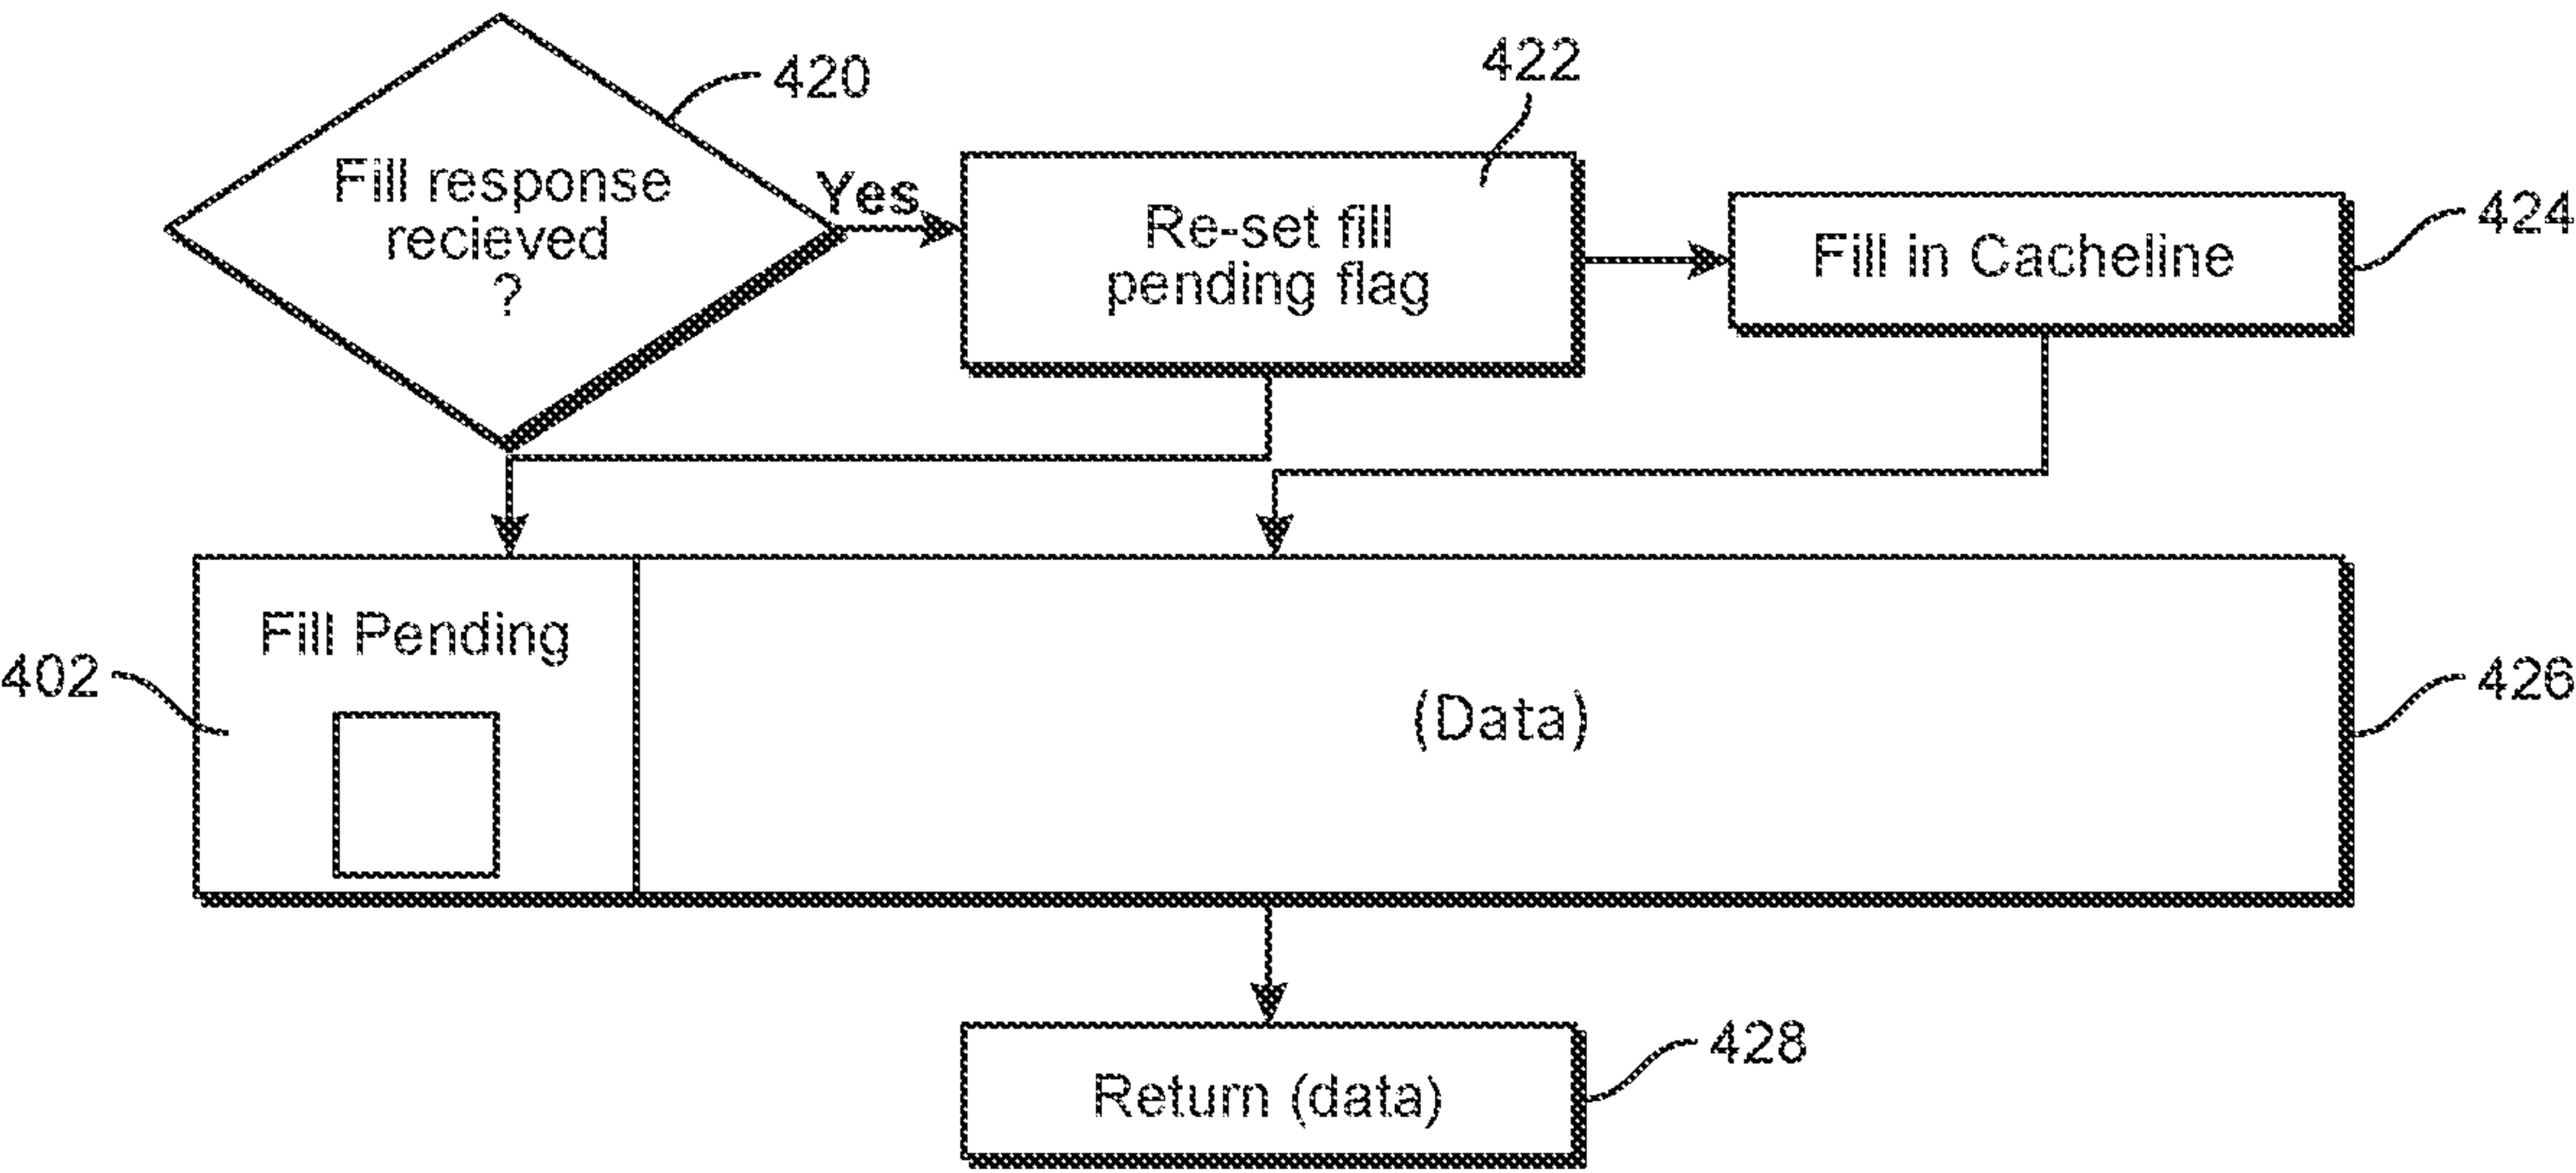 420
Fill response
recieved
?
Yes
422
Re-set fill
pending flag
424
Fill in Cacheline
402
Fill Pending
(Data)
426
Return (data)
428